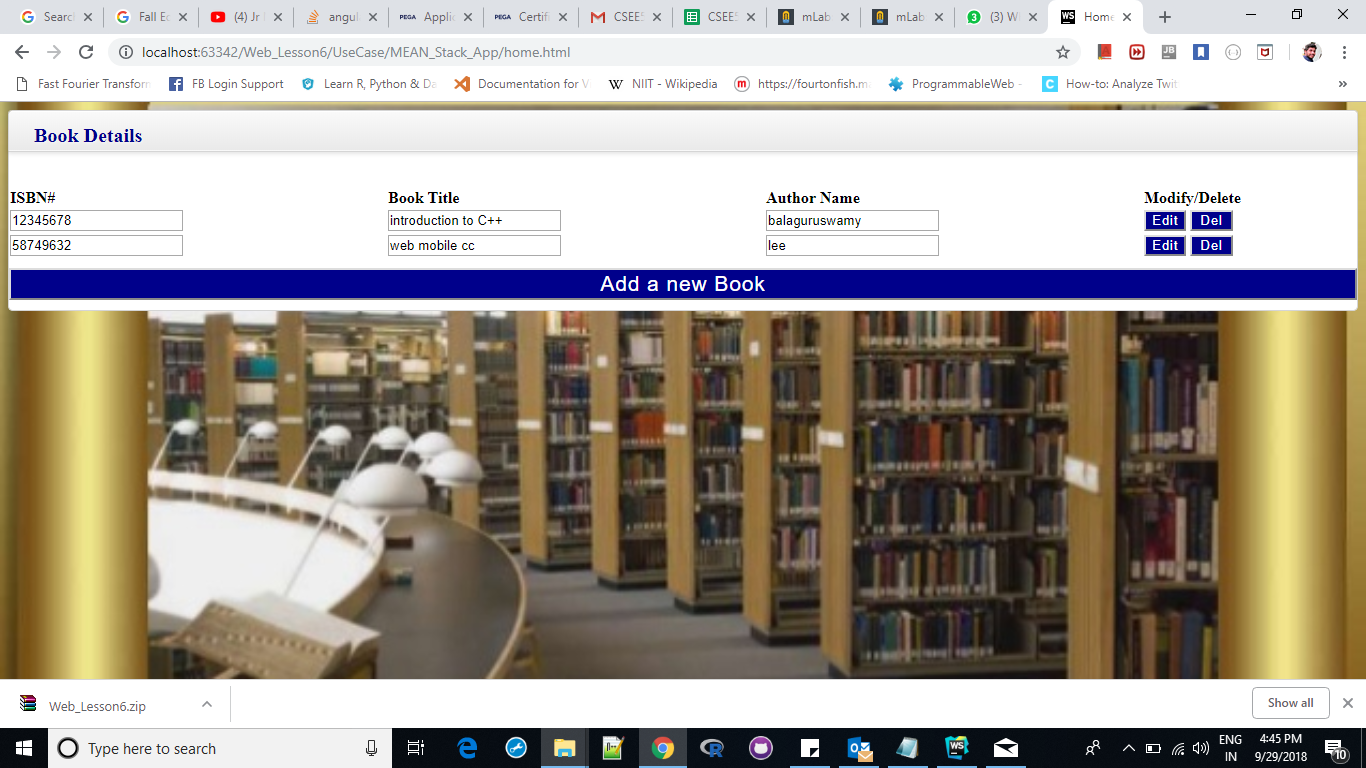 Searc
Fall Ec
(4) Jr
angul
Applic
Certifi
CSEE
CSEE
mLab
mLab
(3) W
Home
localhost:63342/Web_Lesson6/UseCase/MEAN_Stack_App/home.html
Fast Fourier Transform
FB Login Support
Learn R, Python & Da
Documentation for V
NIIT - Wikipedia
https://fourtonfish.m
ProgrammableWeb -
How-to: Analyze Twit
Book Details
ISBN# Book Title Author Name Modify/Delete
12345678 introduction to C++ balaguruswamy Edit Del
58749632 web mobile cc lee Edit Del
Add a new Book
Web_Lesson6.zip
Show all
Type here to search
ENG
IN
4:45 PM
9/29/2018
10